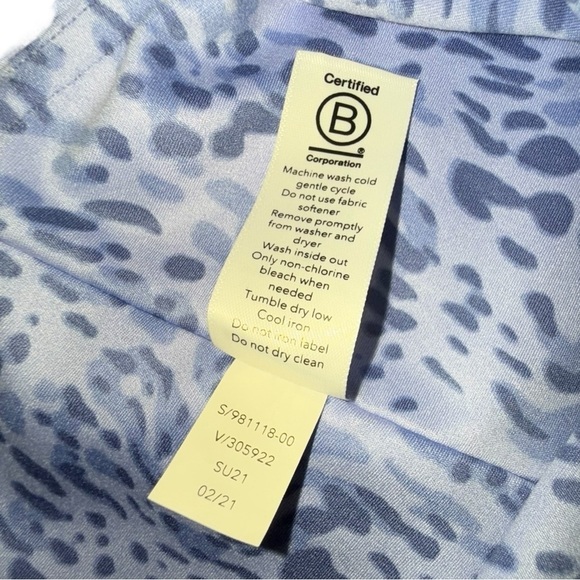 Certified
B
®
Corporation
Machine wash cold
gentle cycle
Do not use fabric
softener
Remove promptly
from washer and
dryer
Wash inside out
Only non-chlorine
bleach when
needed
Tumble dry low
Cool iron
Do not iron label
Do not dry clean
S/981118-00
V/305922
SU21
02/21